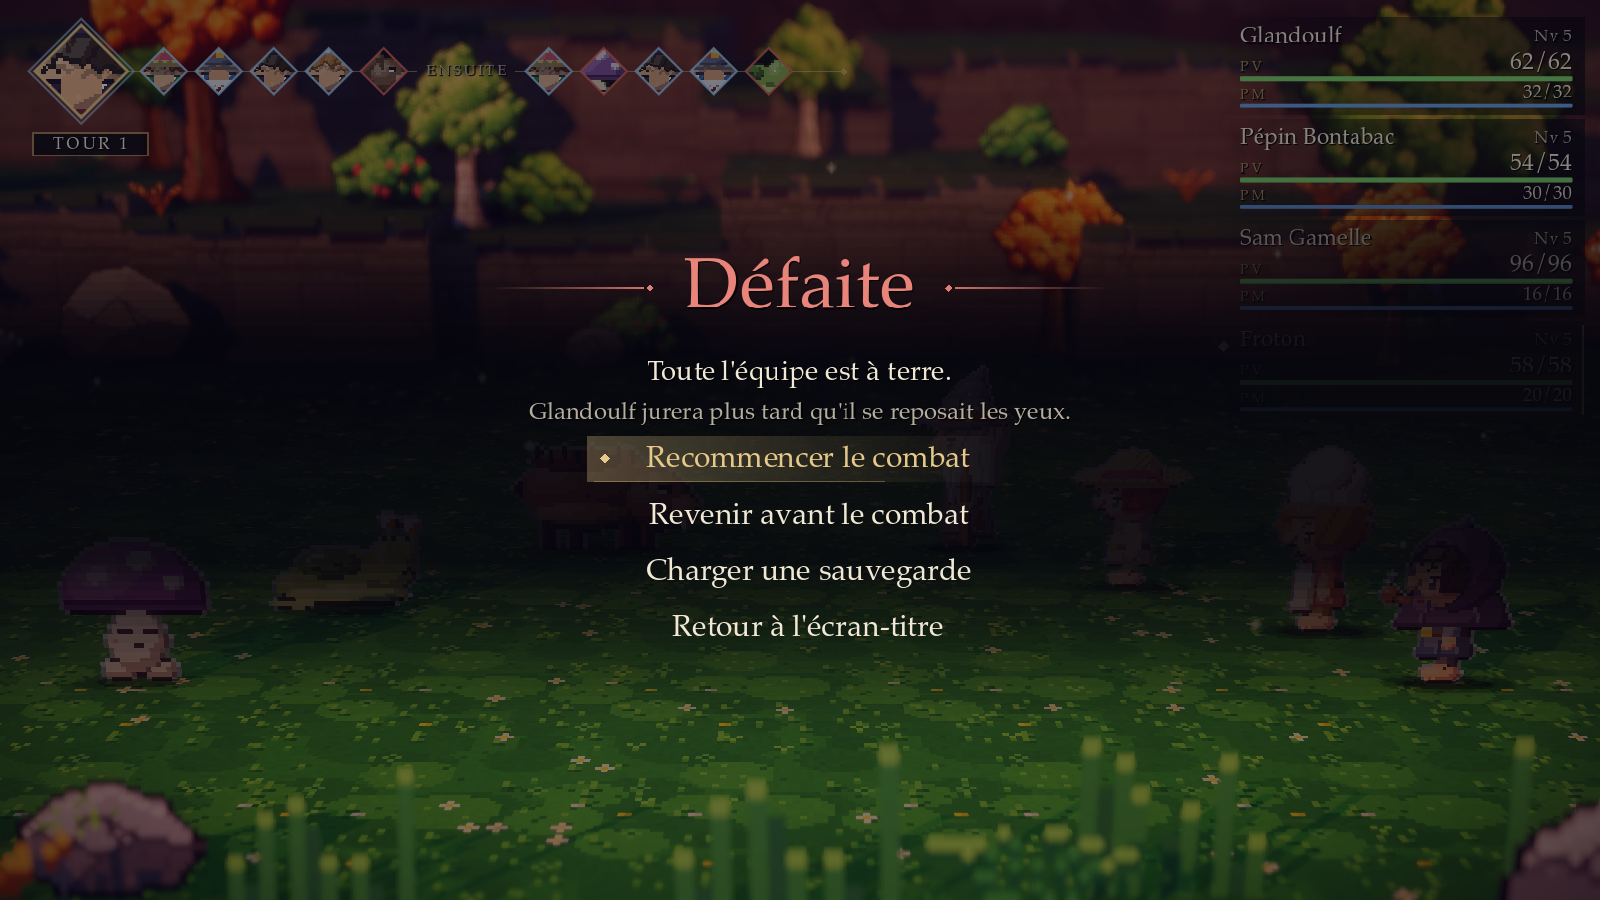 ENSUITE
TOUR 1
Glandoulf Nv 5
PV 62/62
PM 32/32
Pépin Bontabac Nv 5
PV 54/54
PM 30/30
Sam Gamelle Nv 5
PV 96/96
PM 16/16
Froton Nv 5
PV 58/58
PM 20/20
Défaite
Toute l'équipe est à terre.
Glandoulf jurera plus tard qu'il se reposait les yeux.
Recommencer le combat
Revenir avant le combat
Charger une sauvegarde
Retour à l'écran-titre